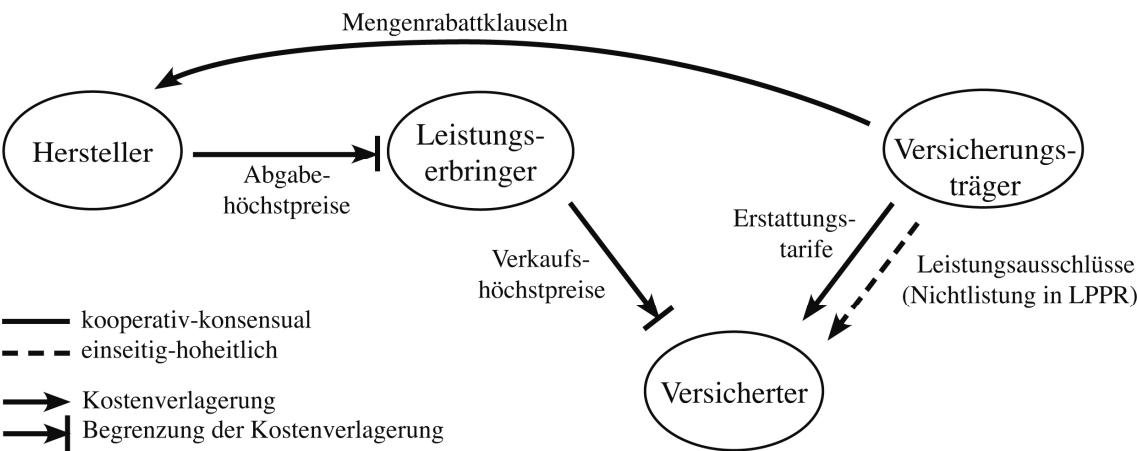 Mengenrabattklauseln
Hersteller
Abgabe-
höchstpreise
Leistungs-
erbringer
Versicherungs-
träger
Erstattungs-
tarife
Leistungsausschlüsse
(Nichtlistung in LPPR)
Verkaufs-
höchstpreise
Versicherter
kooperativ-konsensual
einseitig-hoheitlich
Kostenverlagerung
Begrenzung der Kostenverlagerung